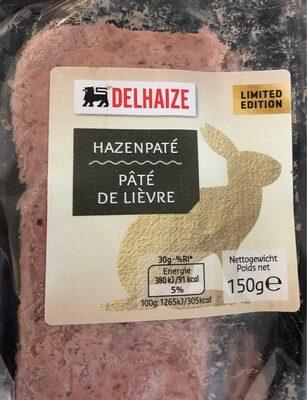 DELHAIZE
LIMITED
EDITION
HAZENPATÉ
PÂTÉ
DE LIÈVRE
30g-%RI*
Energie
380 kJ/91 kcal
5%
100g:1265kJ/305kcal
Nettogewicht
Poids net
150g℮